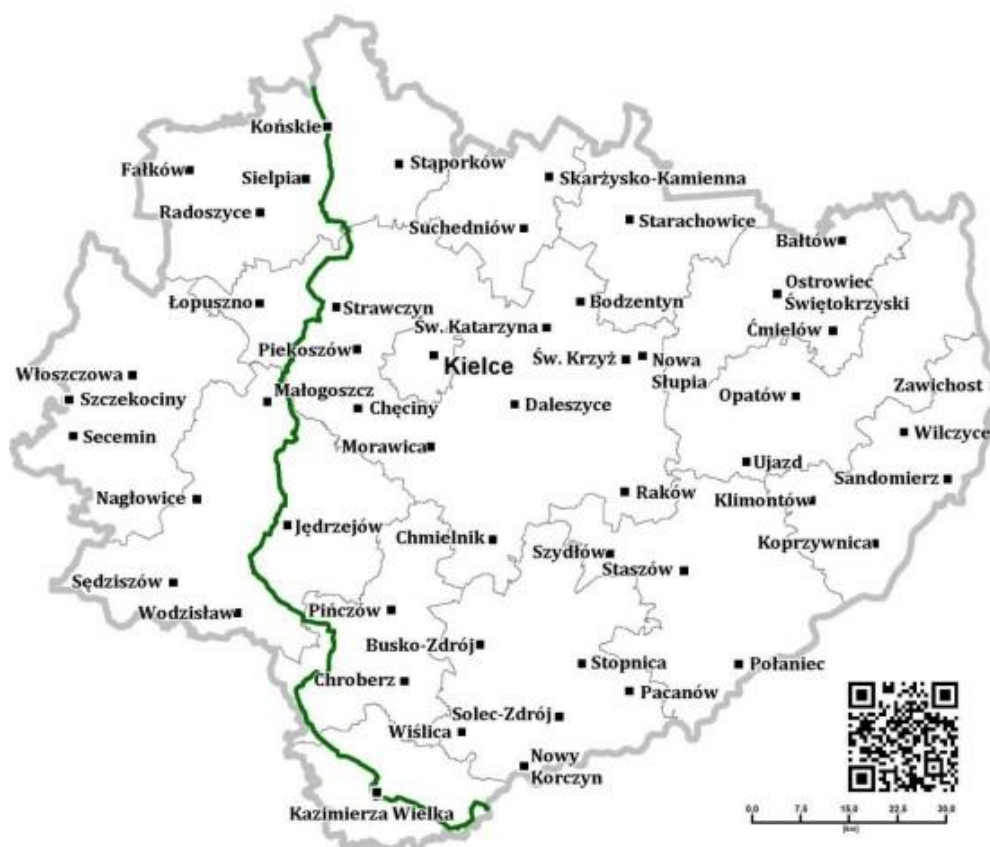 Końskie
Stąporków
Fałków
Sielpia
Skarżysko-Kamienna
Radoszyce
Starachowice
Suchedniów
Bałtów
Ostrowiec
Świętokrzyski
Łopuszno
Strawczyn
Bodzentyn
Św. Katarzyna
Ćmielów
Piekoszów
Kielce
Św. Krzyż
Nowa
Słupia
Włoszczowa
Zawichost
Małogoszcz
Szczekociny
Chęciny
Daleszyce
Opatów
Secemin
Morawica
Wilczyce
Ujazd
Sandomierz
Nagłowice
Raków
Klimontów
Jędrzejów
Chmielnik
Koprzywnica
Szydłów
Staszów
Sędziszów
Wodzisław
Pińczów
Busko-Zdrój
Stopnica
Połaniec
Chroberz
Pacanów
Solec-Zdrój
Wiślica
Nowy
Korczyn
Kazimierza Wielka
0,0 7,5 15,0 22,5 30,0
[km]